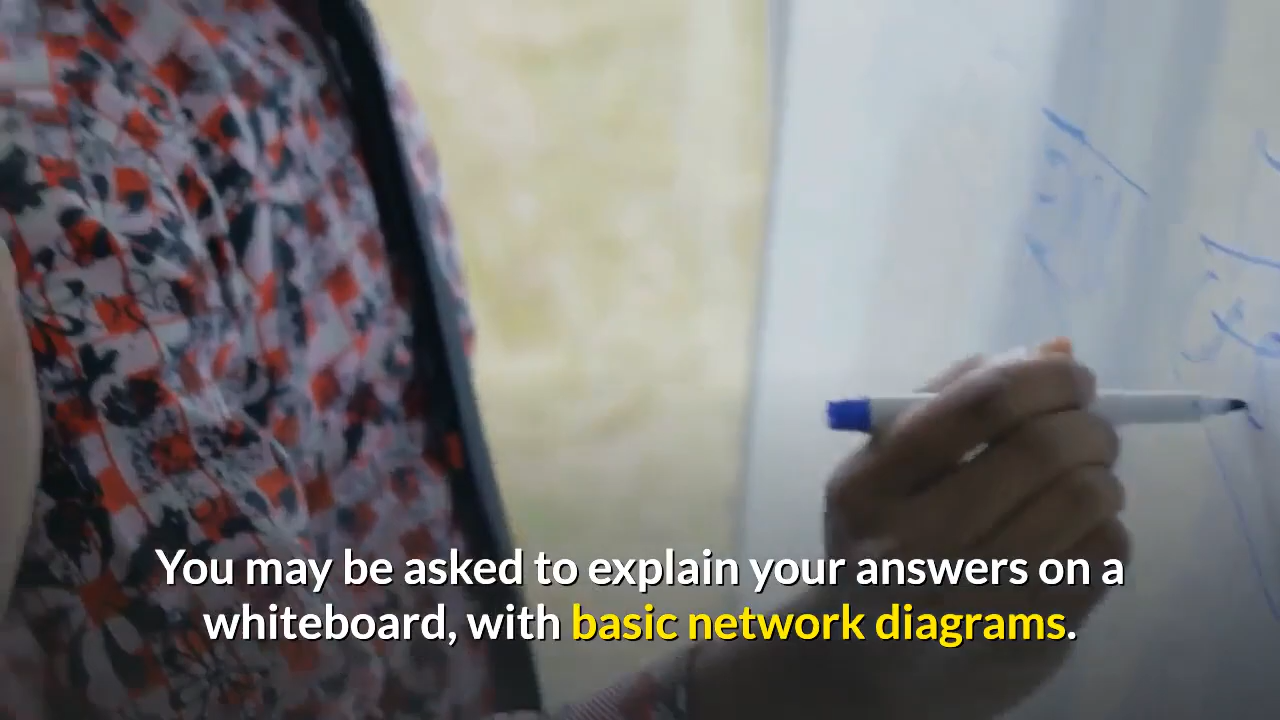 You may be asked to explain your answers on a
whiteboard, with basic network diagrams.